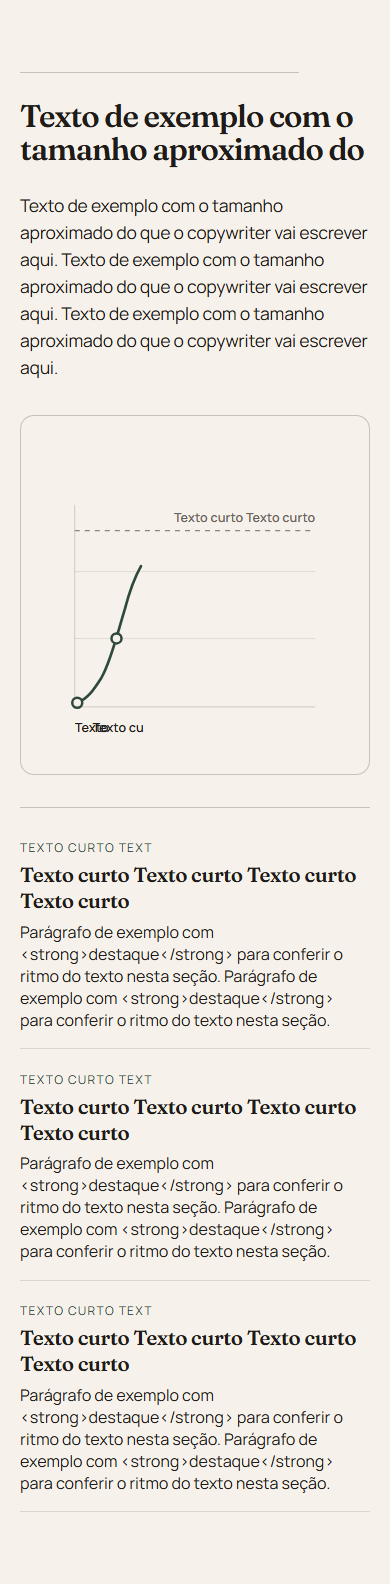 Texto de exemplo com o
tamanho aproximado do
Texto de exemplo com o tamanho
aproximado do que o copywriter vai escrever
aqui. Texto de exemplo com o tamanho
aproximado do que o copywriter vai escrever
aqui. Texto de exemplo com o tamanho
aproximado do que o copywriter vai escrever
aqui.
Texto curto Texto curto
Texto cu
TEXTO CURTO TEXT
Texto curto Texto curto Texto curto
Texto curto
Parágrafo de exemplo com
<strong>destaque</strong> para conferir o
ritmo do texto nesta seção. Parágrafo de
exemplo com <strong>destaque</strong>
para conferir o ritmo do texto nesta seção.
TEXTO CURTO TEXT
Texto curto Texto curto Texto curto
Texto curto
Parágrafo de exemplo com
<strong>destaque</strong> para conferir o
ritmo do texto nesta seção. Parágrafo de
exemplo com <strong>destaque</strong>
para conferir o ritmo do texto nesta seção.
TEXTO CURTO TEXT
Texto curto Texto curto Texto curto
Texto curto
Parágrafo de exemplo com
<strong>destaque</strong> para conferir o
ritmo do texto nesta seção. Parágrafo de
exemplo com <strong>destaque</strong>
para conferir o ritmo do texto nesta seção.